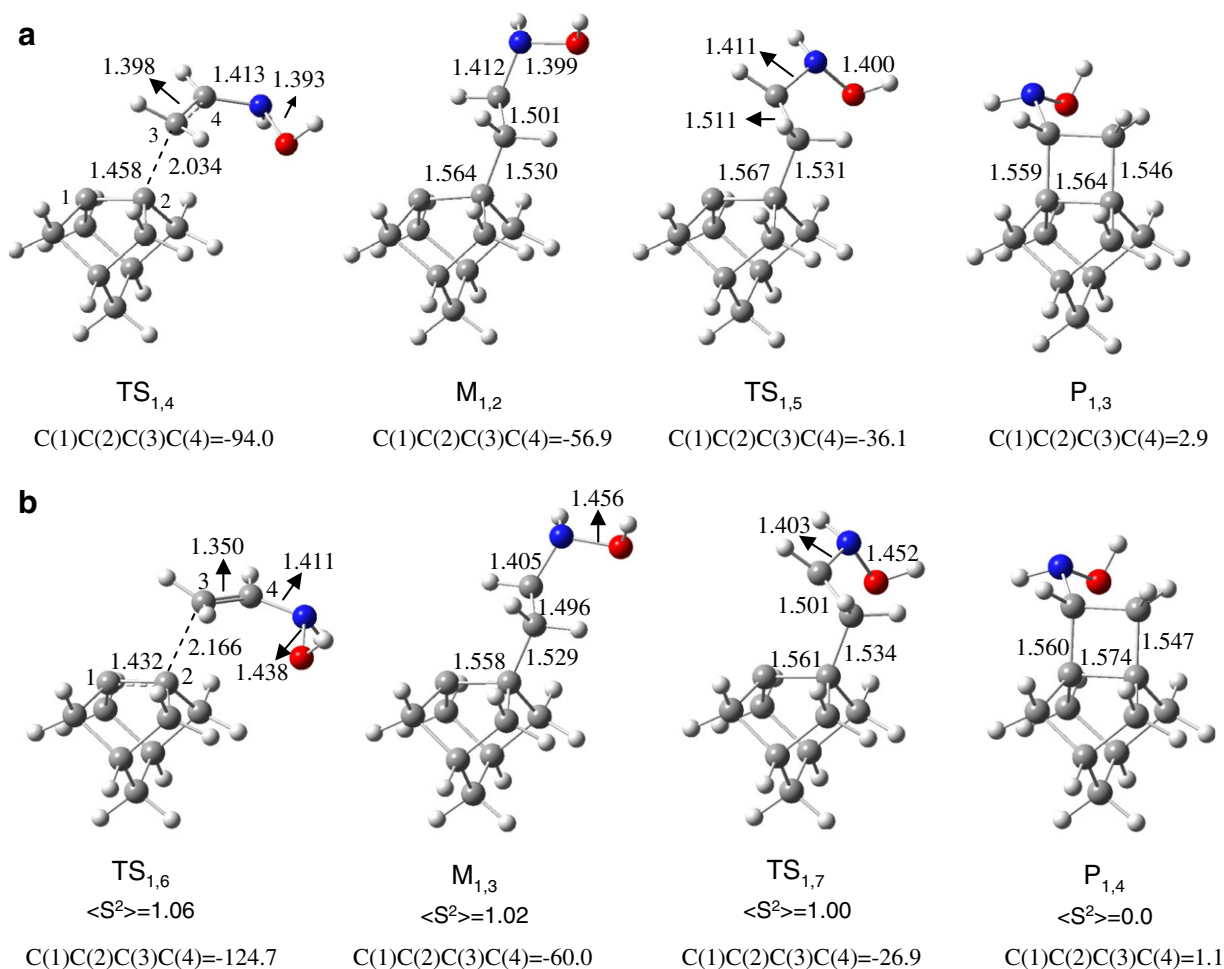 a
1.398
1.413
1.393
3
4
2.034
1.458
1
2
TS1,4
C(1)C(2)C(3)C(4)=-94.0
1.412
1.399
1.501
1.564
1.530
M1,2
C(1)C(2)C(3)C(4)=-56.9
1.411
1.400
1.511
1.567
1.531
TS1,5
C(1)C(2)C(3)C(4)=-36.1
1.559
1.564
1.546
P1,3
C(1)C(2)C(3)C(4)=2.9
b
1.350
1.411
3
4
2.166
1.438
1.432
1
2
TS1,6
<S²>=1.06
C(1)C(2)C(3)C(4)=-124.7
1.456
1.405
1.496
1.558
1.529
M1,3
<S²>=1.02
C(1)C(2)C(3)C(4)=-60.0
1.403
1.452
1.501
1.561
1.534
TS1,7
<S²>=1.00
C(1)C(2)C(3)C(4)=-26.9
1.560
1.574
1.547
P1,4
<S²>=0.0
C(1)C(2)C(3)C(4)=1.1